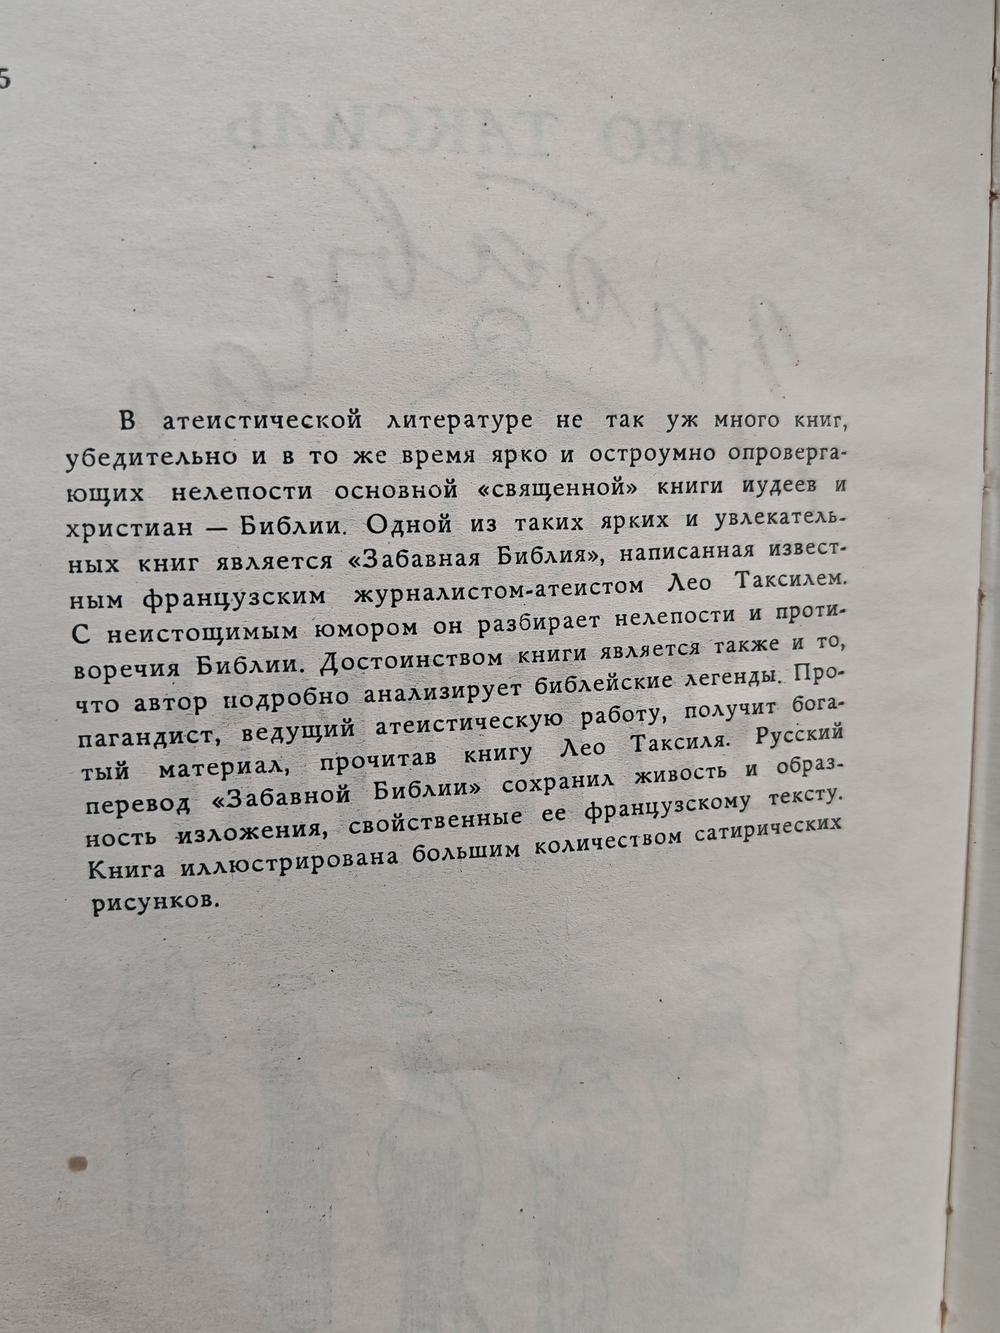 5
В атеистической литературе не так уж много книг,
убедительно и в то же время ярко и остроумно опроверга-
ющих нелепости основной «священной» книги иудеев и
христиан — Библии. Одной из таких ярких и увлекатель-
ных книг является «Забавная Библия», написанная извест-
ным французским журналистом-атеистом Лео Таксилем.
С неистощимым юмором он разбирает нелепости и проти-
воречия Библии. Достоинством книги является также и то,
что автор подробно анализирует библейские легенды. Про-
пагандист, ведущий атеистическую работу, получит бога-
тый материал, прочитав книгу Лео Таксиля. Русский
перевод «Забавной Библии» сохранил живость и образ-
ность изложения, свойственные ее французскому тексту.
Книга иллюстрирована большим количеством сатирических
рисунков.